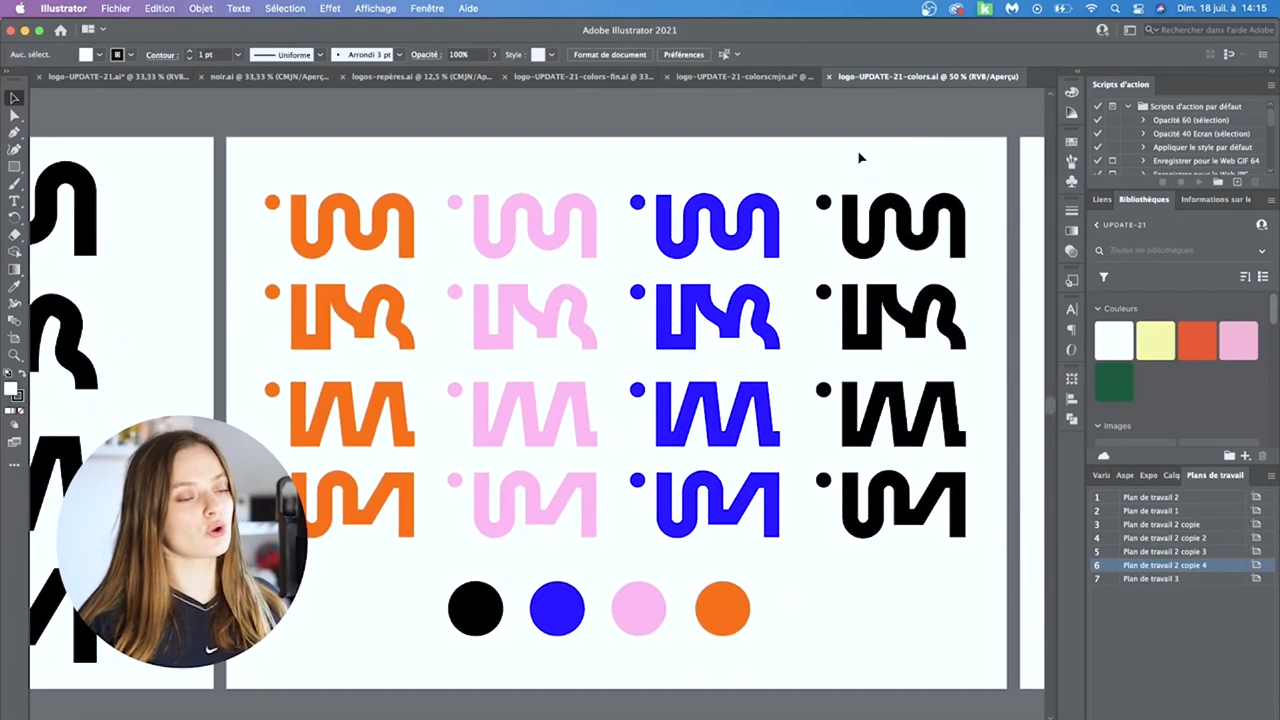 Illustrator Fichier Edition Objet Texte Sélection Effet Affichage Fenêtre Aide
Dim. 18 juil. à 14:15
Adobe Illustrator 2021
Rechercher dans l'aide Adobe
Auc. sélect. Contour : 1 pt Uniforme Arrondi 3 pt Opacité : 100% Style : Format de document Préférences
logo-UPDATE-21.ai* @ 33,33 % (RVB... noir.ai @ 33,33 % (CMJN/Aperç... logos-repères.ai @ 12,5 % (CMJN/Ap... logo-UPDATE-21-colors-fin.ai @ 33... logo-UPDATE-21-colorscmjn.ai* @ ... logo-UPDATE-21-colors.ai @ 50 % (RVB/Aperçu)
Scripts d'action
Scripts d'action par défaut
Opacité 60 (sélection)
Opacité 40 Ecran (sélection)
Appliquer le style par défaut
Enregistrer pour le Web GIF 64
Liens Bibliothèques Informations sur le
UPDATE-21
Toutes les bibliothèques
Couleurs
Images
Varia Aspe Expo Calq Plans de travail
1 Plan de travail 2
2 Plan de travail 1
3 Plan de travail 2 copie
4 Plan de travail 2 copie 2
5 Plan de travail 2 copie 3
6 Plan de travail 2 copie 4
7 Plan de travail 3